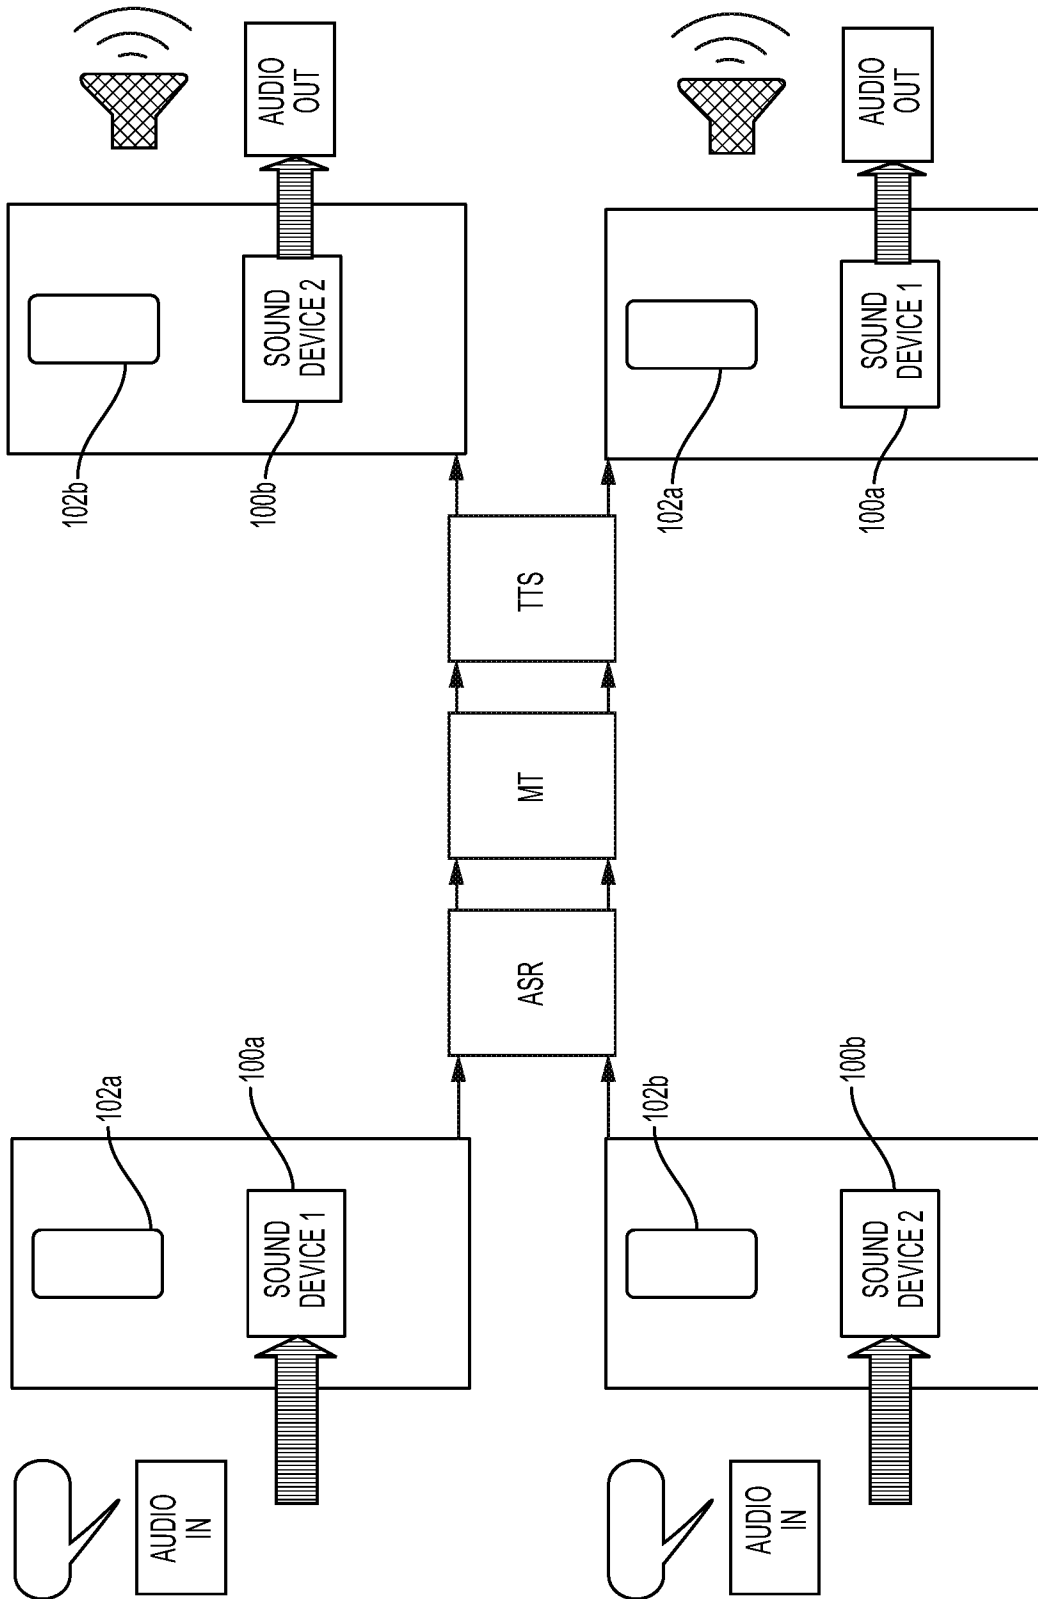 102a
102b
AUDIO
IN
SOUND
DEVICE 1
100a
100b
SOUND
DEVICE 2
AUDIO
OUT
ASR
MT
TTS
102b
102a
AUDIO
IN
SOUND
DEVICE 2
100b
100a
SOUND
DEVICE 1
AUDIO
OUT